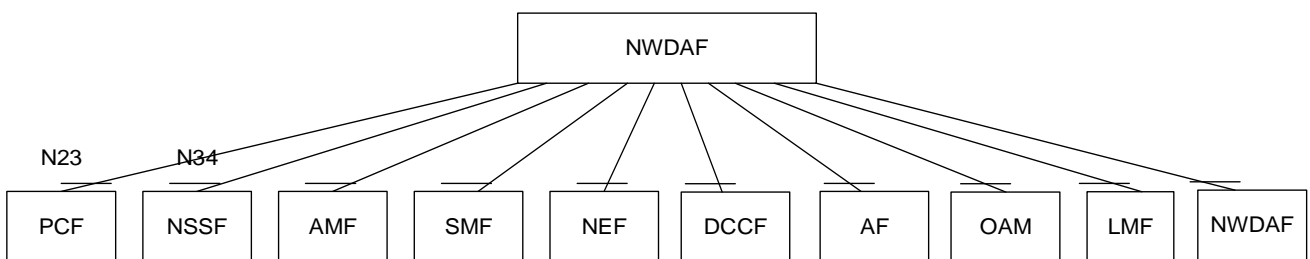 NWDAF
N23 N34
PCF NSSF AMF SMF NEF DCCF AF OAM LMF NWDAF